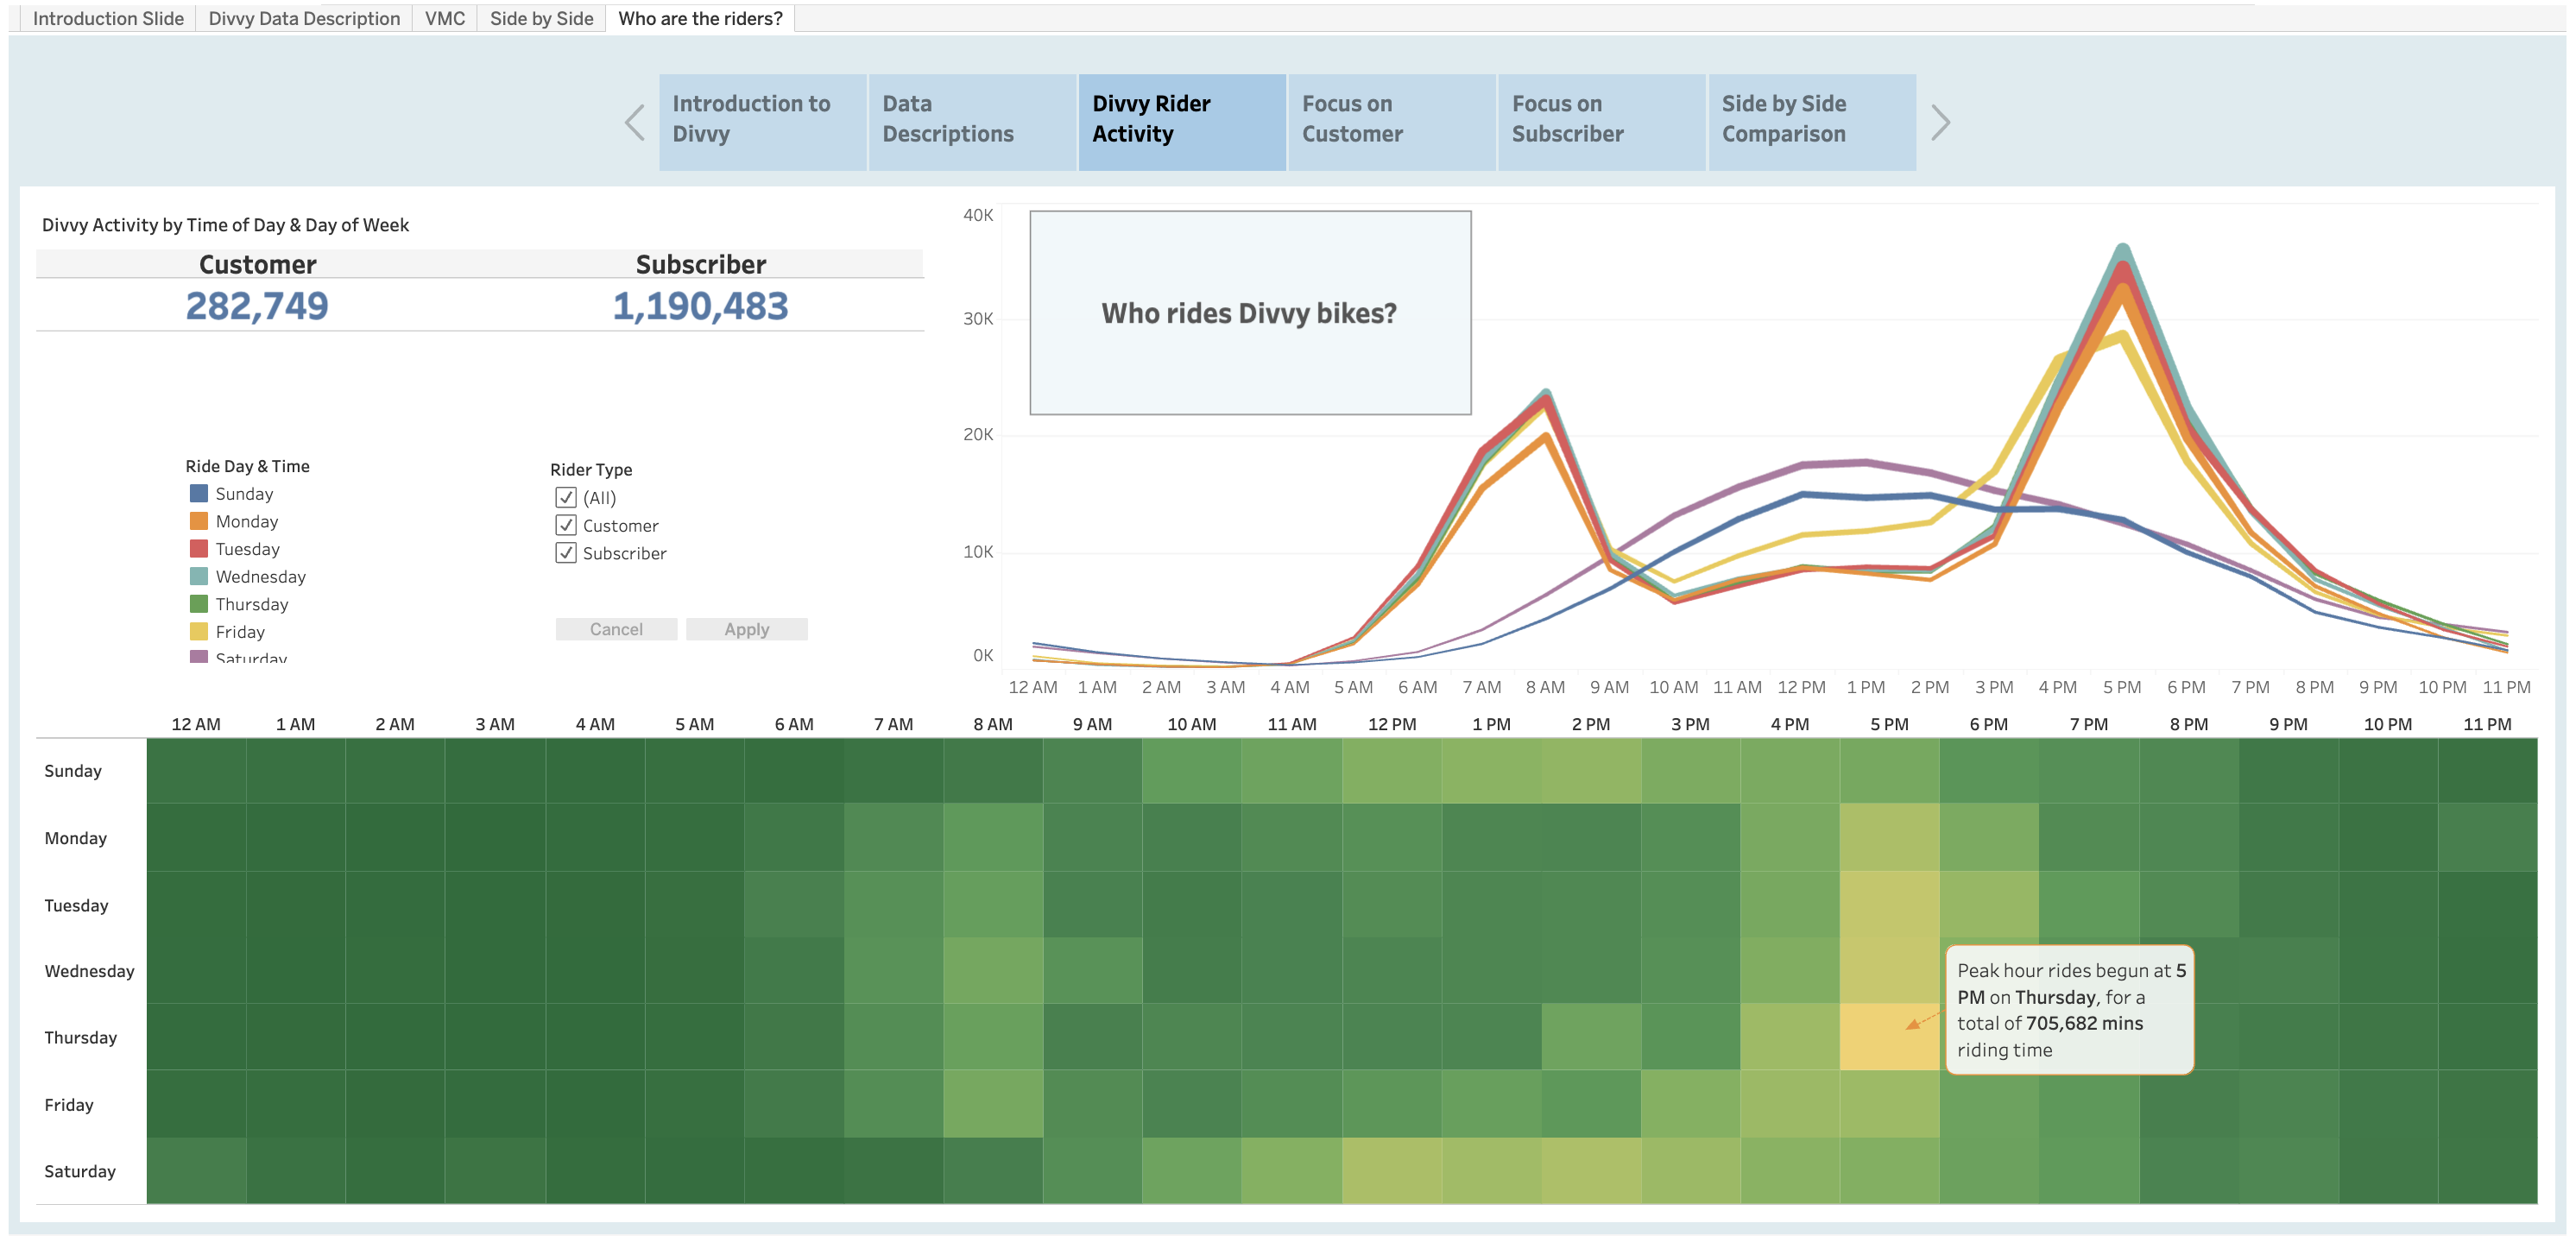 Introduction Slide
Divvy Data Description
VMC
Side by Side
Who are the riders?
Introduction to
Divvy
Data
Descriptions
Divvy Rider
Activity
Focus on
Customer
Focus on
Subscriber
Side by Side
Comparison
Divvy Activity by Time of Day & Day of Week
Customer
Subscriber
282,749
1,190,483
Ride Day & Time
Sunday
Monday
Tuesday
Wednesday
Thursday
Friday
Saturday
Rider Type
(All)
Customer
Subscriber
Cancel
Apply
40K
30K
20K
10K
0K
Who rides Divvy bikes?
12 AM 1 AM 2 AM 3 AM 4 AM 5 AM 6 AM 7 AM 8 AM 9 AM 10 AM 11 AM 12 PM 1 PM 2 PM 3 PM 4 PM 5 PM 6 PM 7 PM 8 PM 9 PM 10 PM 11 PM
12 AM 1 AM 2 AM 3 AM 4 AM 5 AM 6 AM 7 AM 8 AM 9 AM 10 AM 11 AM 12 PM 1 PM 2 PM 3 PM 4 PM 5 PM 6 PM 7 PM 8 PM 9 PM 10 PM 11 PM
Sunday
Monday
Tuesday
Wednesday
Thursday
Friday
Saturday
Peak hour rides begun at 5
PM on Thursday, for a
total of 705,682 mins
riding time